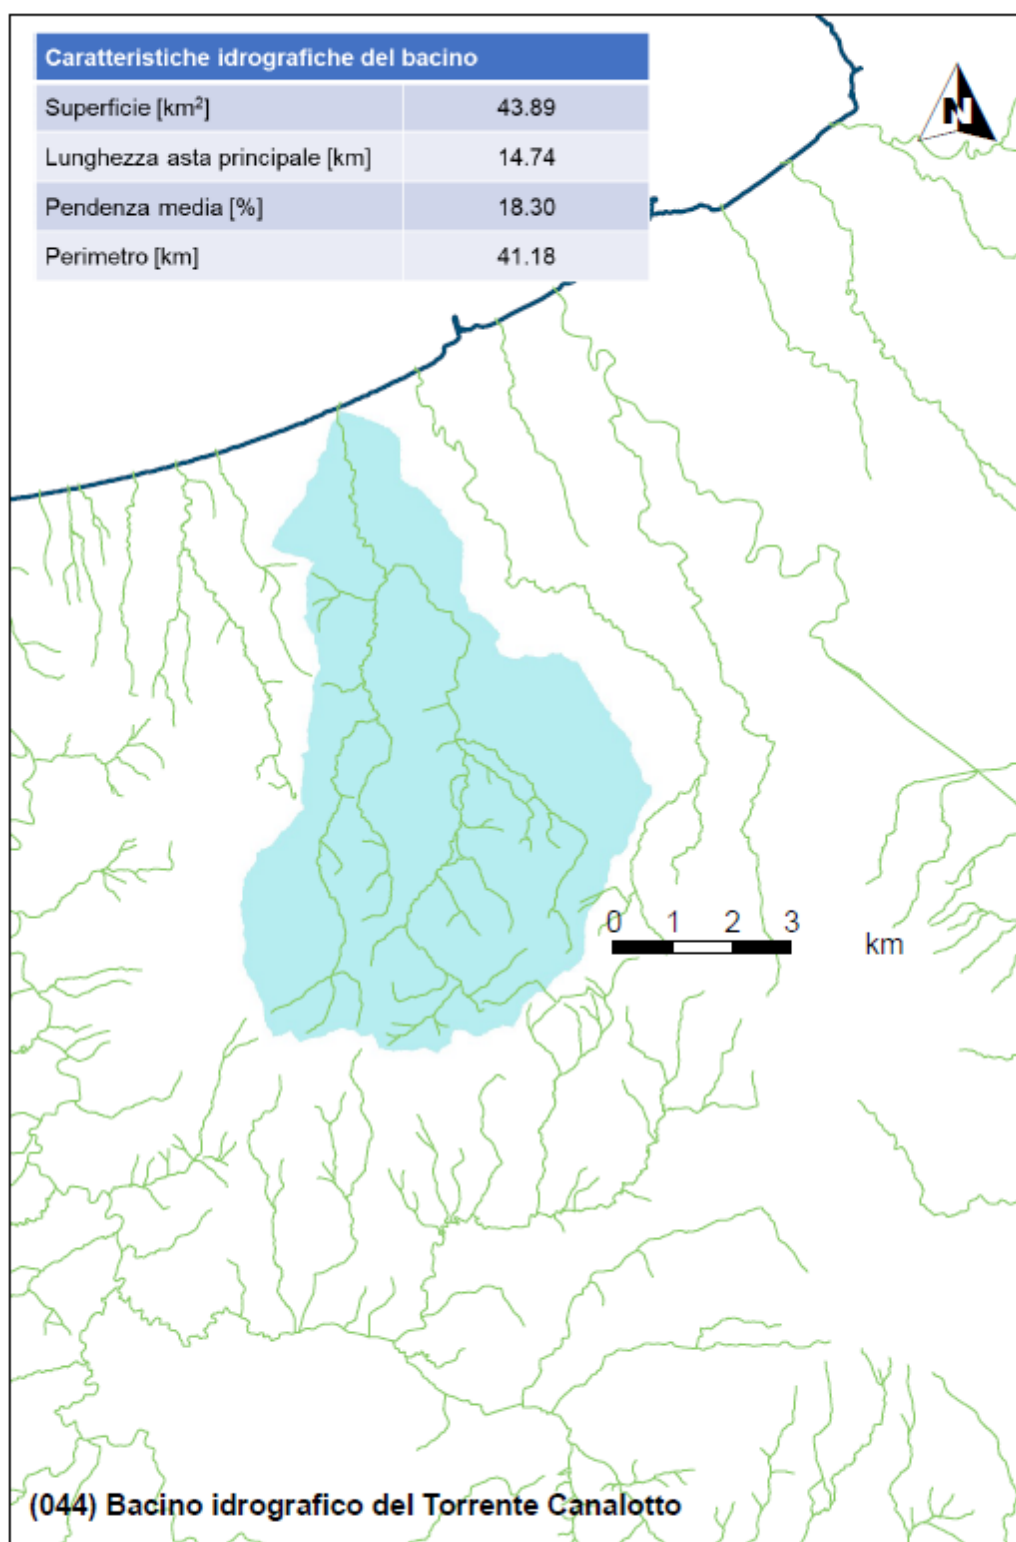 Caratteristiche idrografiche del bacino
Superficie [km²] 43.89
Lunghezza asta principale [km] 14.74
Pendenza media [%] 18.30
Perimetro [km] 41.18
N
0 1 2 3
km
(044) Bacino idrografico del Torrente Canalotto